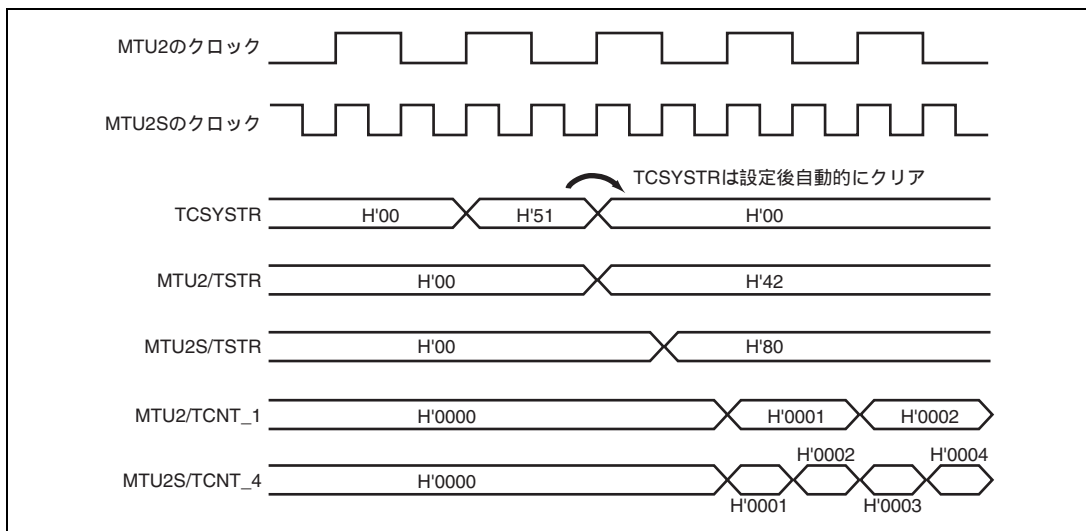 MTU2のクロック
MTU2Sのクロック
TCSYSTRは設定後自動的にクリア
TCSYSTR H'00 H'51 H'00
MTU2/TSTR H'00 H'42
MTU2S/TSTR H'00 H'80
MTU2/TCNT_1 H'0000 H'0001 H'0002
H'0002 H'0004
MTU2S/TCNT_4 H'0000
H'0001 H'0003